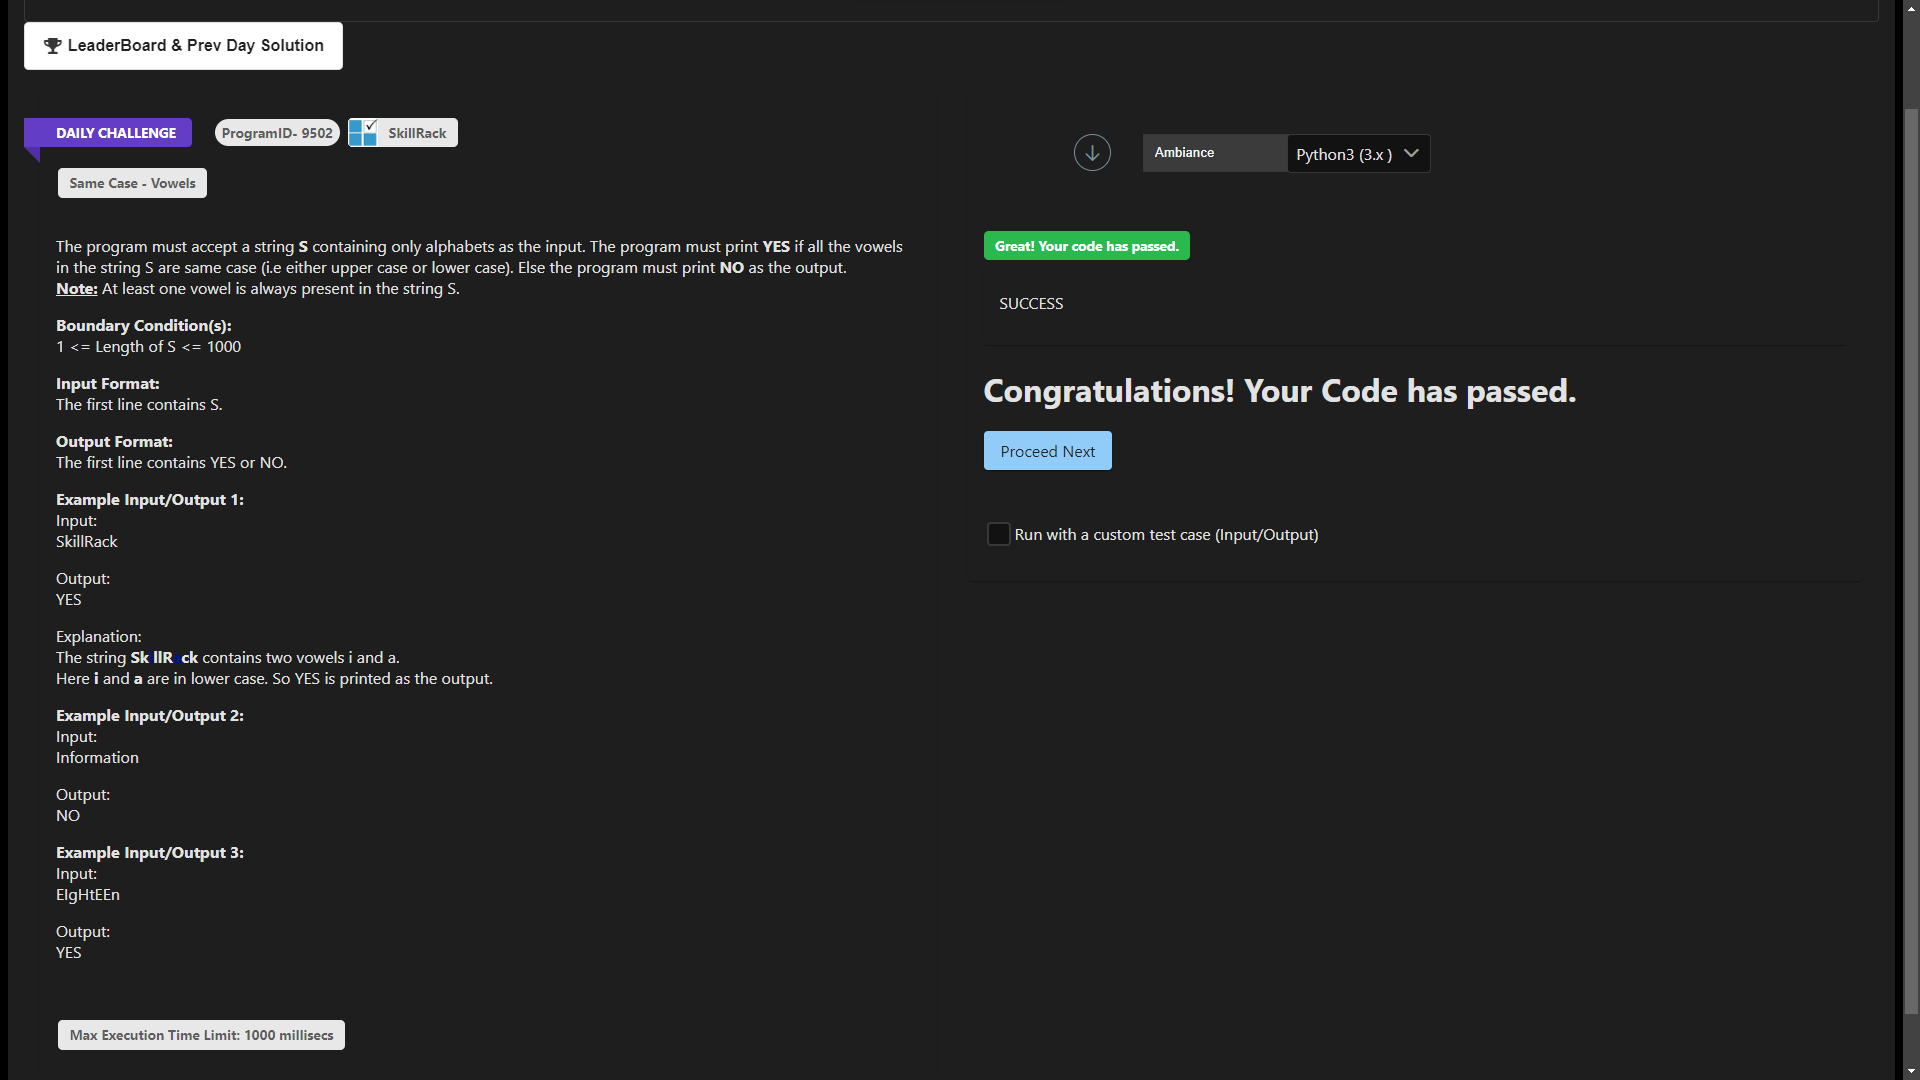 LeaderBoard & Prev Day Solution
DAILY CHALLENGE
ProgramID- 9502
SkillRack
Ambiance
Python3 (3.x )
Same Case - Vowels
The program must accept a string S containing only alphabets as the input. The program must print YES if all the vowels
in the string S are same case (i.e either upper case or lower case). Else the program must print NO as the output.
Note: At least one vowel is always present in the string S.
Boundary Condition(s):
1 <= Length of S <= 1000
Input Format:
The first line contains S.
Output Format:
The first line contains YES or NO.
Example Input/Output 1:
Input:
SkillRack
Output:
YES
Explanation:
The string SkillRack contains two vowels i and a.
Here i and a are in lower case. So YES is printed as the output.
Example Input/Output 2:
Input:
Information
Output:
NO
Example Input/Output 3:
Input:
EIgHtEEn
Output:
YES
Max Execution Time Limit: 1000 millisecs
Great! Your code has passed.
SUCCESS
Congratulations! Your Code has passed.
Proceed Next
Run with a custom test case (Input/Output)